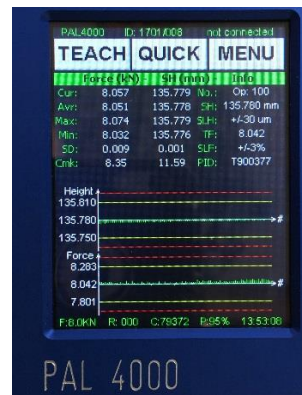 PAL4000 ID: 1701/008 not connected
TEACH QUICK MENU
Force (kN) - SH (mm) - Info
Cur: 8.057 135.779 No.: Op: 100
Avr: 8.051 135.778 SH: 135.780 mm
Max: 8.074 135.779 SLH: +/-30 um
Min: 8.032 135.776 TF: 8.042
SD: 0.009 0.001 SLF: +/-3%
Cmk: 8.35 11.59 PID: T900377
Height
135.810
135.780 #
135.750
Force
8.283
8.042 #
7.801
F:8.0KN R: 000 C:79372 P:95% 13:53:08
PAL 4000